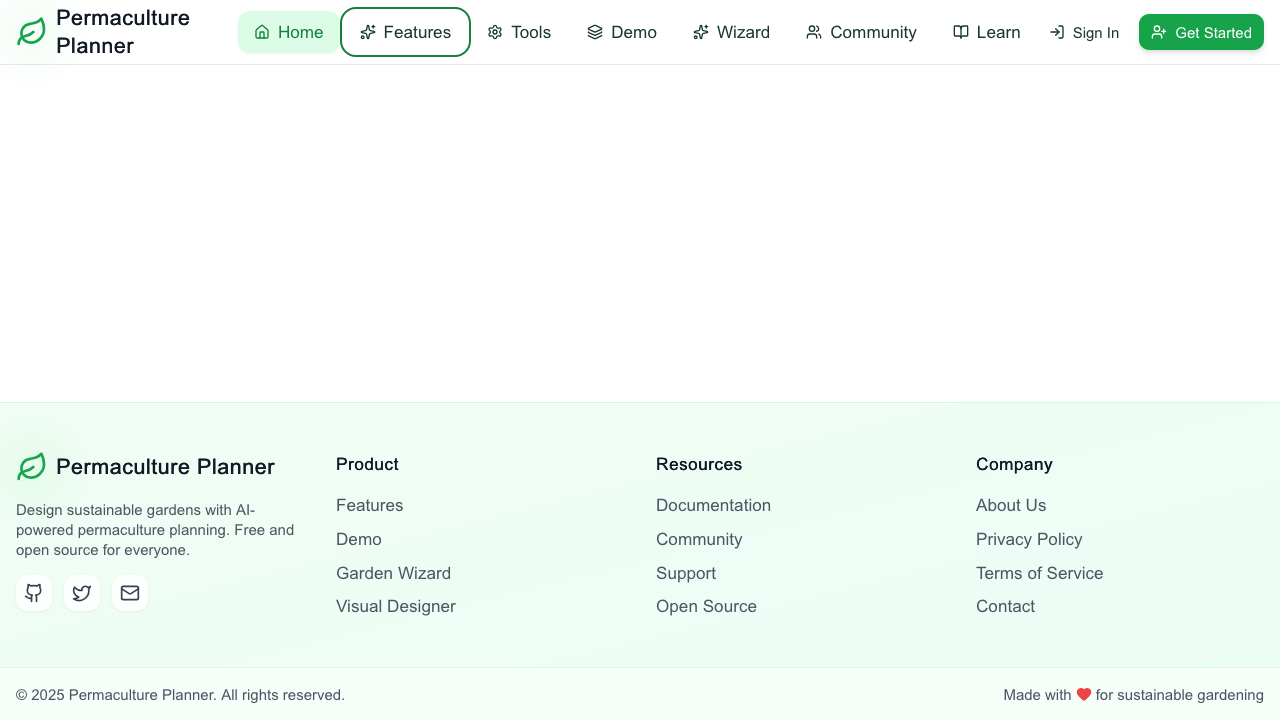 Permaculture
Planner
Home
Features
Tools
Demo
Wizard
Community
Learn
Sign In
Get Started
Permaculture Planner
Design sustainable gardens with AI-
powered permaculture planning. Free and
open source for everyone.
Product
Features
Demo
Garden Wizard
Visual Designer
Resources
Documentation
Community
Support
Open Source
Company
About Us
Privacy Policy
Terms of Service
Contact
© 2025 Permaculture Planner. All rights reserved.
Made with ❤️ for sustainable gardening